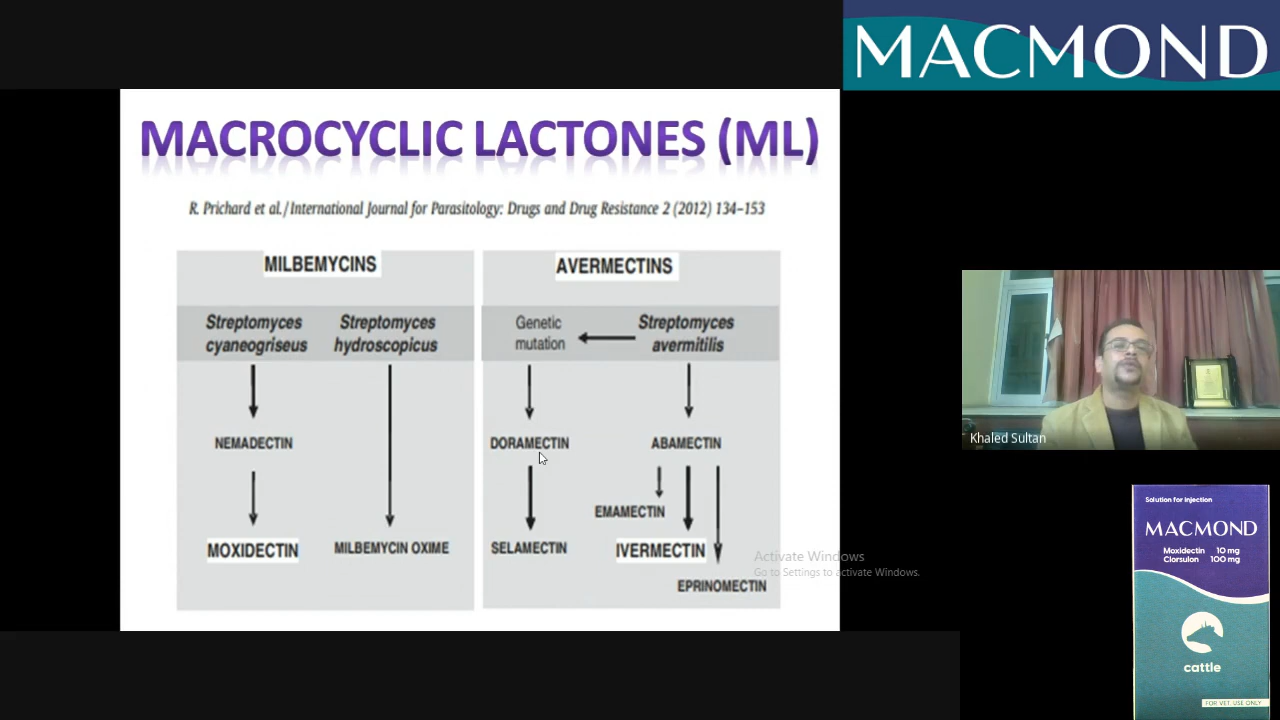 MACMOND
MACROCYCLIC LACTONES (ML)
R. Prichard et al./International Journal for Parasitology: Drugs and Drug Resistance 2 (2012) 134–153
MILBEMYCINS
Streptomyces
cyaneogriseus
Streptomyces
hydroscopicus
NEMADECTIN
MOXIDECTIN
MILBEMYCIN OXIME
AVERMECTINS
Genetic
mutation
Streptomyces
avermitilis
DORAMECTIN
ABAMECTIN
EMAMECTIN
SELAMECTIN
IVERMECTIN
EPRINOMECTIN
Activate Windows
Go to Settings to activate Windows.
Khaled Sultan
Solution for Injection
MACMOND
Moxidectin 10 mg
Clorsulon 100 mg
cattle
FOR VET. USE ONLY